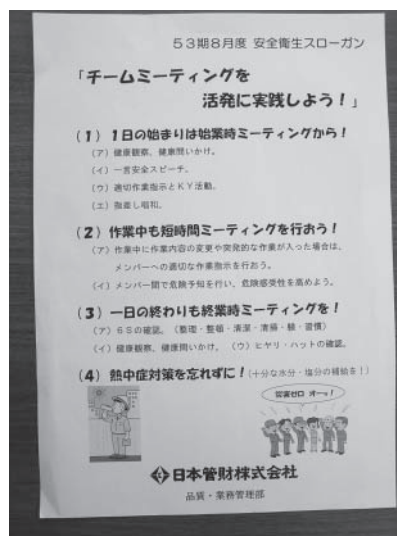 53期8月度 安全衛生スローガン
「チームミーティングを
活発に実践しよう!」
(1) 1日の始まりは始業時ミーティングから!
(ア) 健康観察、健康問いかけ。
(イ) 一言安全スピーチ。
(ウ) 適切作業指示とKY活動。
(エ) 指差し唱和。
(2) 作業中も短時間ミーティングを行おう!
(ア) 作業中に作業内容の変更や突発的な作業が入った場合は、
メンバーへの適切な作業指示を行おう。
(イ) メンバー間で危険予知を行い、危険感受性を高めよう。
(3) 一日の終わりも終業時ミーティングを!
(ア) 6Sの確認。(整理・整頓・清潔・清掃・躾・習慣)
(イ) 健康観察、健康問いかけ。 (ウ) ヒヤリ・ハットの確認。
(4) 熱中症対策を忘れずに!(十分な水分・塩分の補給を!)
災害ゼロ オーッ!
日本管財株式会社
品質・業務管理部